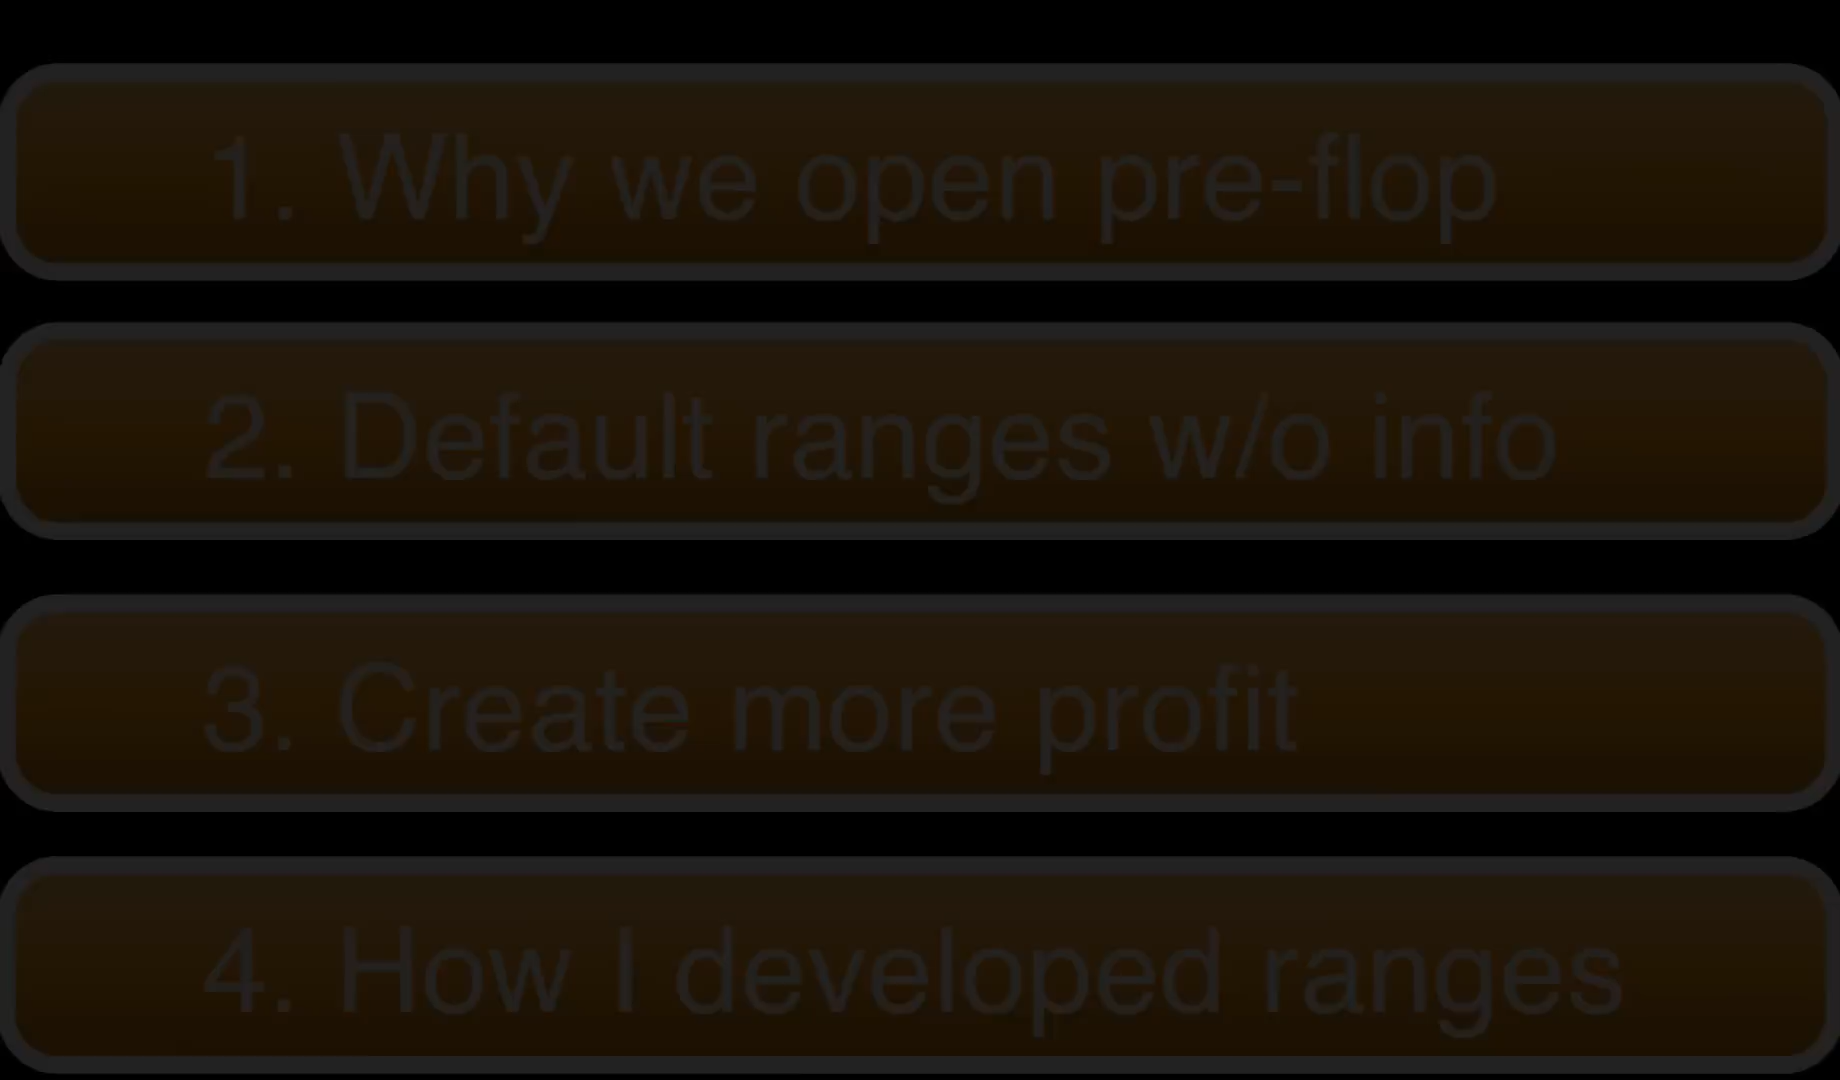 1. Why we open pre-flop
2. Default ranges w/o info
3. Create more profit
4. How I developed ranges